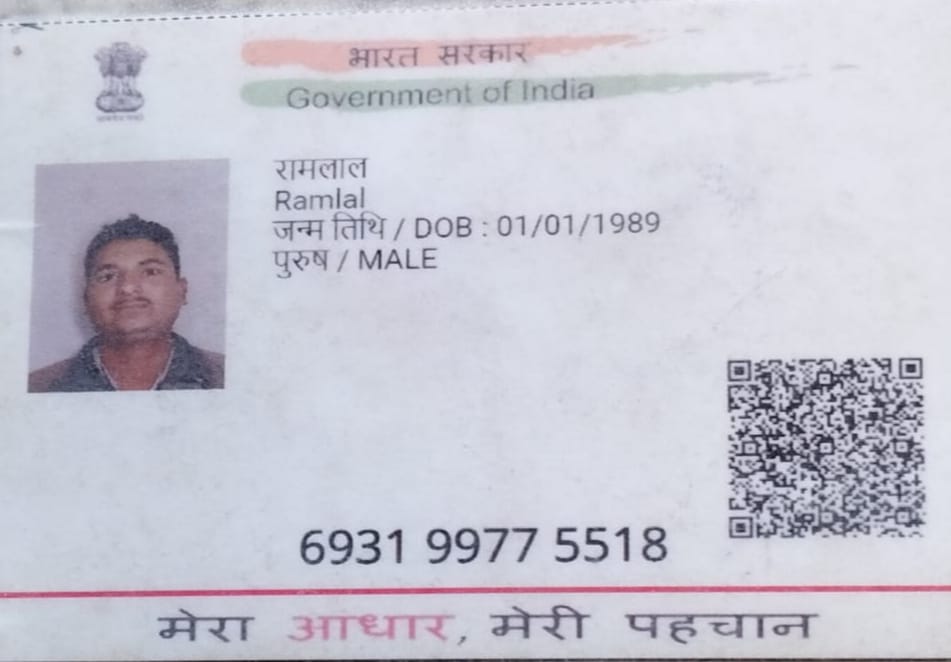 भारत सरकार
Government of India
रामलाल
Ramlal
जन्म तिथि / DOB : 01/01/1989
पुरुष / MALE
6931 9977 5518
मेरा आधार, मेरी पहचान